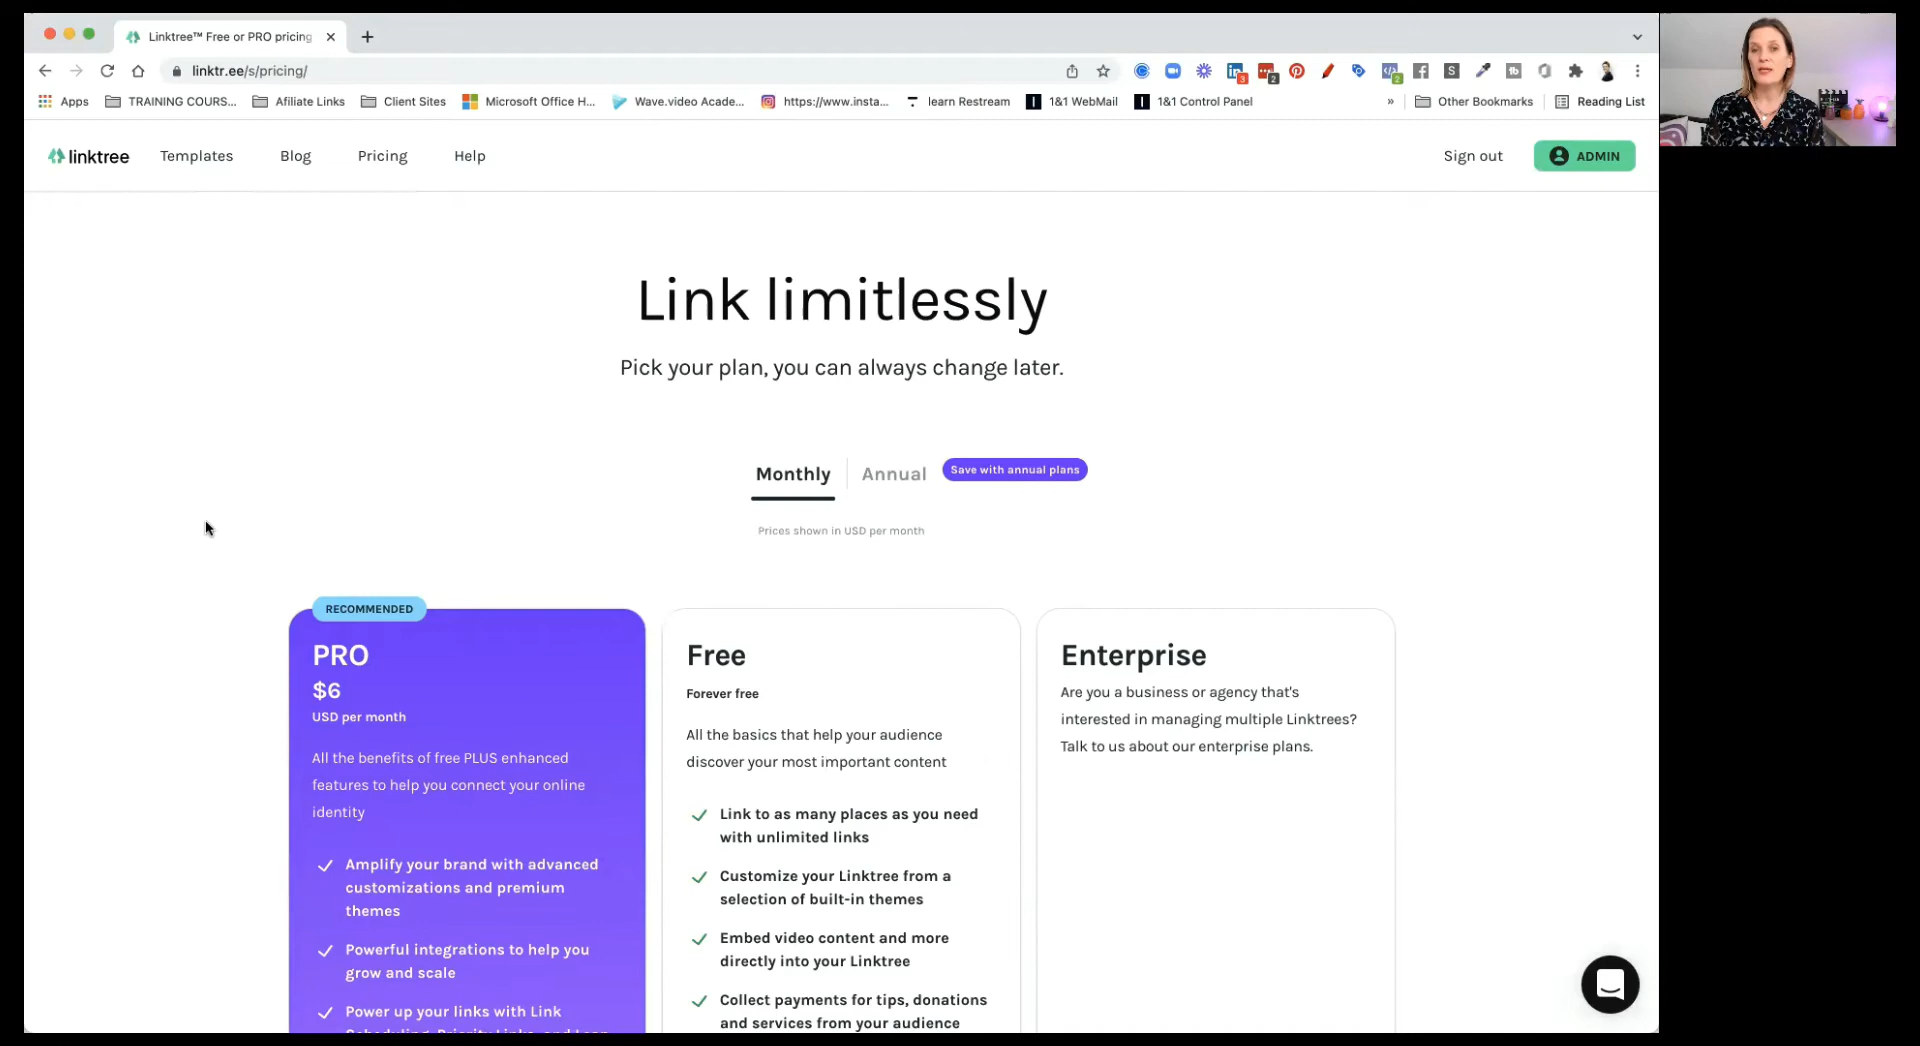 Linktree™ Free or PRO pricing
linktr.ee/s/pricing/
3
2
2
Apps
TRAINING COURS...
Afiliate Links
Client Sites
Microsoft Office H...
Wave.video Acade...
https://www.insta...
learn Restream
1&1 WebMail
1&1 Control Panel
»
Other Bookmarks
Reading List
linktree
Templates
Blog
Pricing
Help
Sign out
ADMIN
Link limitlessly
Pick your plan, you can always change later.
Monthly
Annual
Save with annual plans
Prices shown in USD per month
RECOMMENDED
PRO
$6
USD per month
All the benefits of free PLUS enhanced
features to help you connect your online
identity
Amplify your brand with advanced
customizations and premium
themes
Powerful integrations to help you
grow and scale
Power up your links with Link
Scheduling, Priority Links, and Leap
Free
Forever free
All the basics that help your audience
discover your most important content
Link to as many places as you need
with unlimited links
Customize your Linktree from a
selection of built-in themes
Embed video content and more
directly into your Linktree
Collect payments for tips, donations
and services from your audience
Enterprise
Are you a business or agency that's
interested in managing multiple Linktrees?
Talk to us about our enterprise plans.